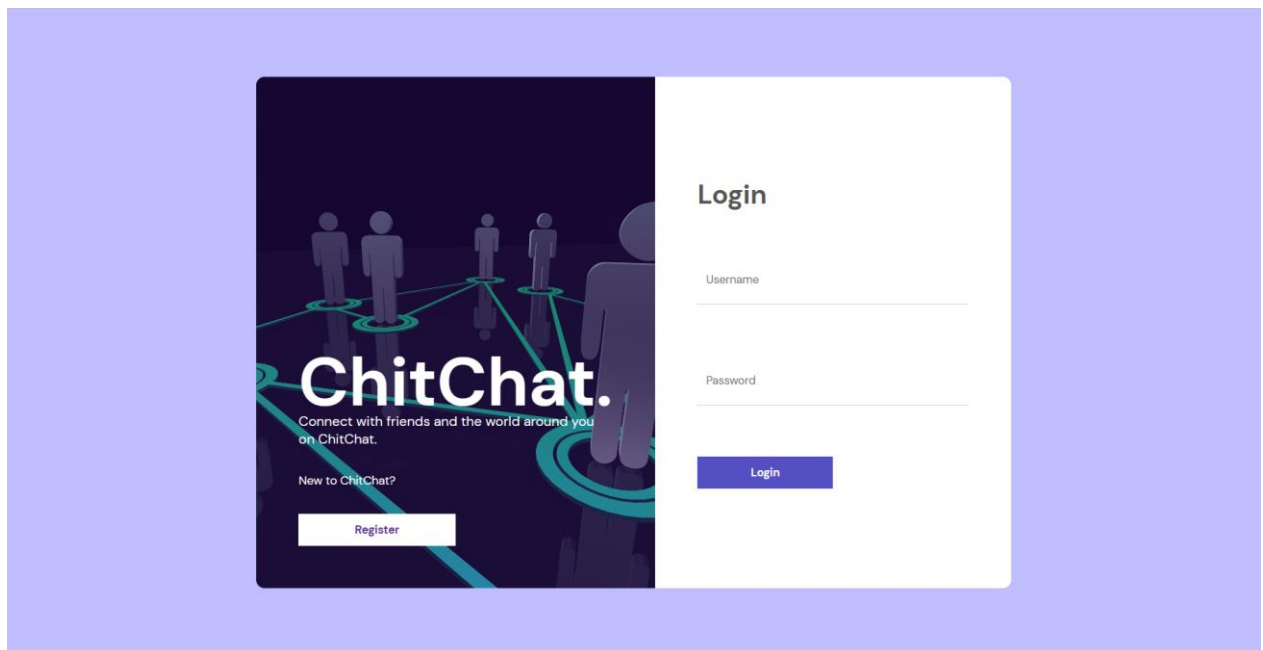 ChitChat.
Connect with friends and the world around you
on ChitChat.
New to ChitChat?
Register
Login
Username
Password
Login